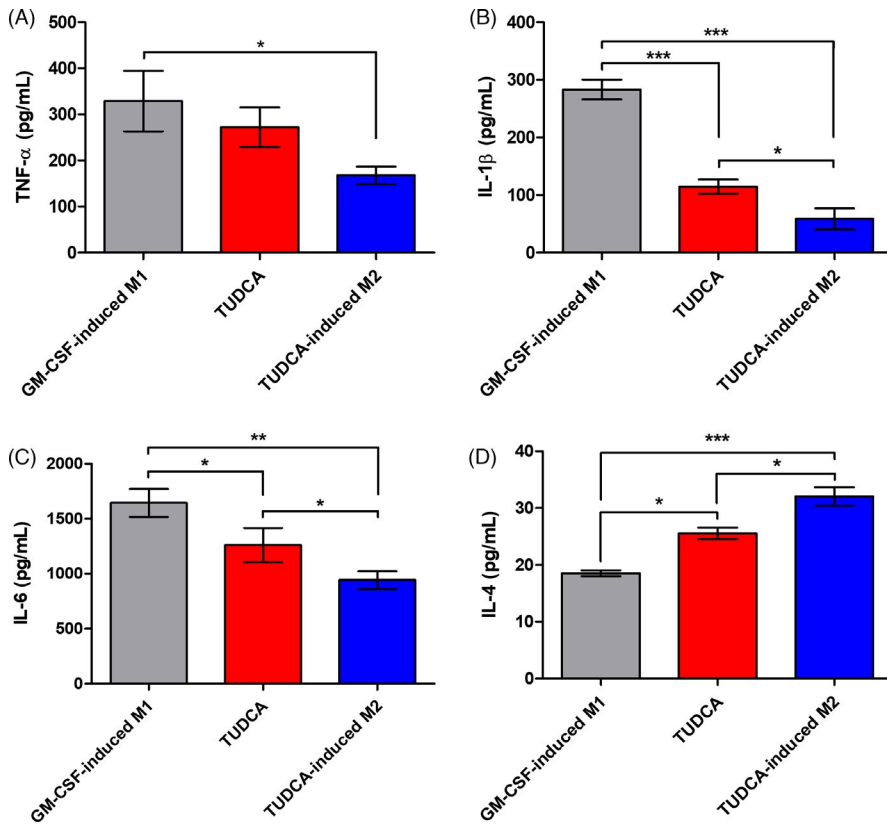 (A)
TNF-α (pg/mL)
500
400
300
200
100
0
*
GM-CSF-induced M1
TUDCA
TUDCA-induced M2
(B)
IL-1β (pg/mL)
400
300
200
100
0
***
***
*
GM-CSF-induced M1
TUDCA
TUDCA-induced M2
(C)
IL-6 (pg/mL)
2000
1500
1000
500
0
**
*
*
GM-CSF-induced M1
TUDCA
TUDCA-induced M2
(D)
IL-4 (pg/mL)
40
30
20
10
0
***
*
*
GM-CSF-induced M1
TUDCA
TUDCA-induced M2